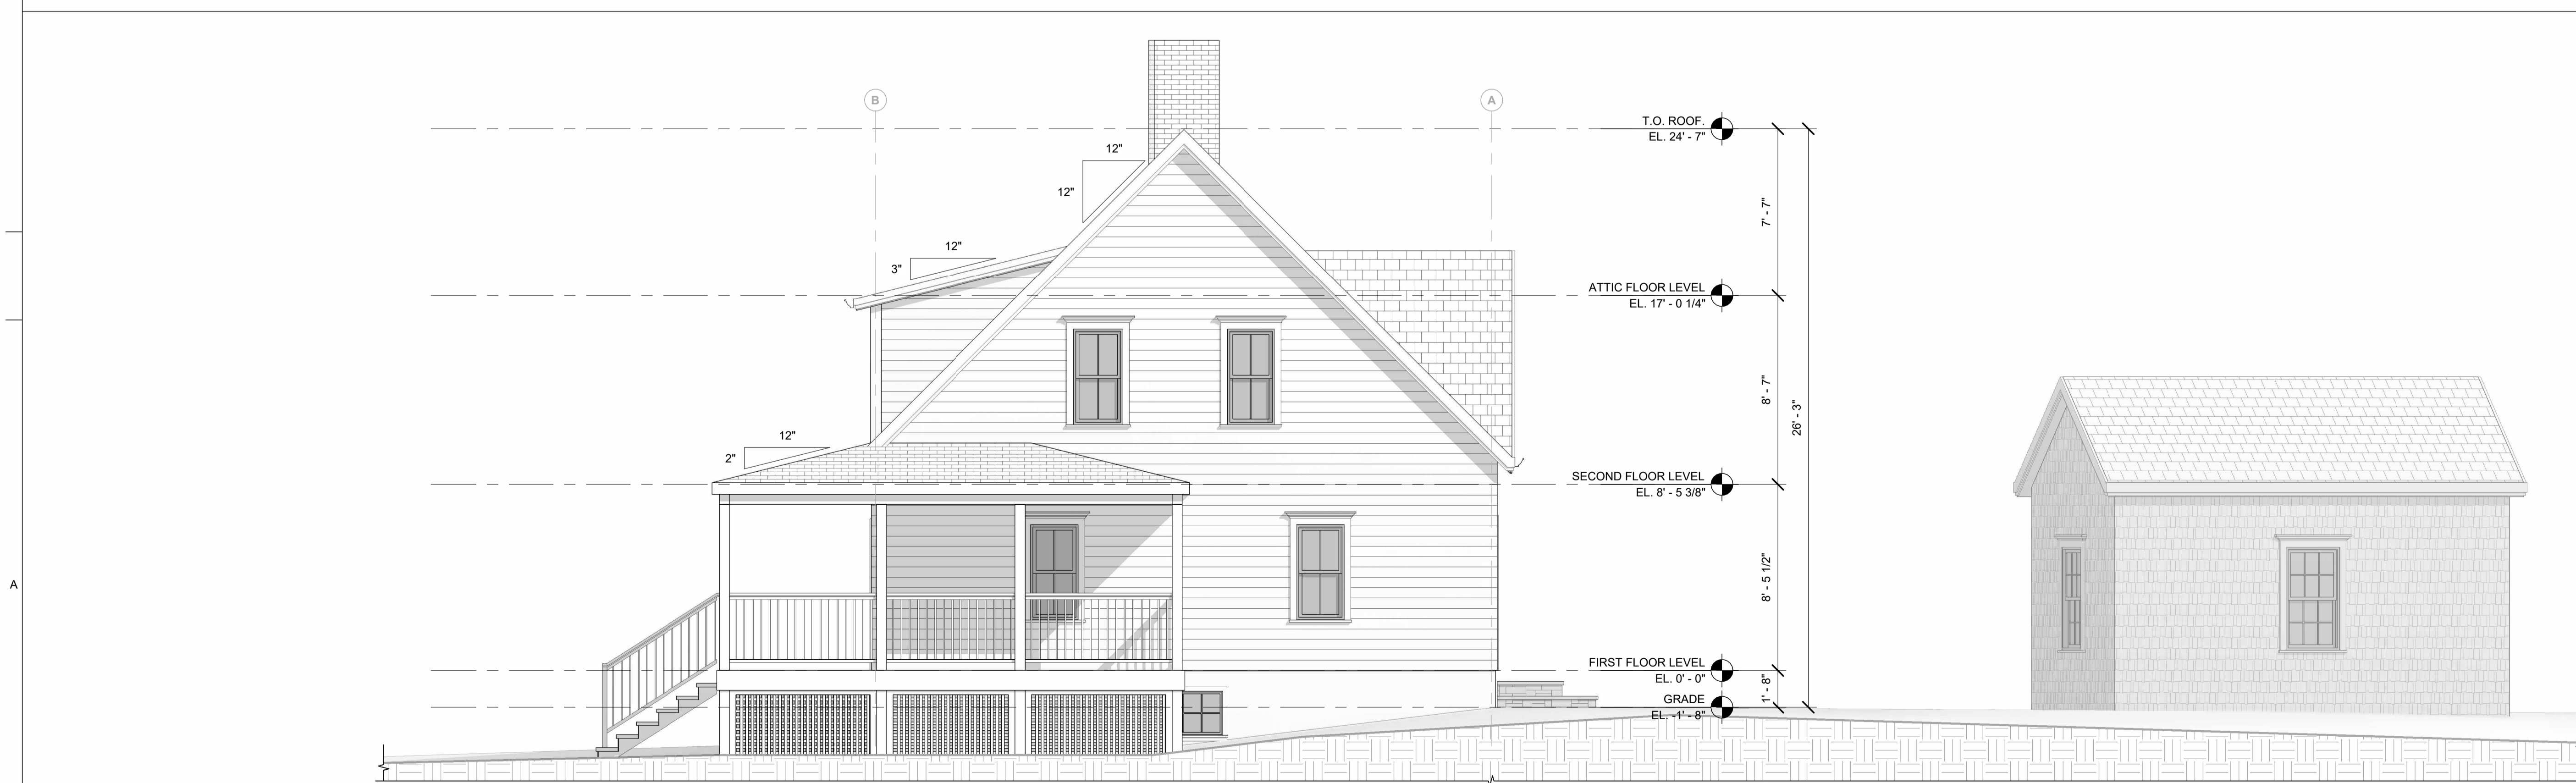 B
A
T.O. ROOF.
EL. 24' - 7"
12"
12"
7' - 7"
12"
3"
ATTIC FLOOR LEVEL
EL. 17' - 0 1/4"
8' - 7"
26' - 3"
12"
2"
SECOND FLOOR LEVEL
EL. 8' - 5 3/8"
8' - 5 1/2"
A
FIRST FLOOR LEVEL
EL. 0' - 0"
1' - 8"
GRADE
EL. -1' - 8"